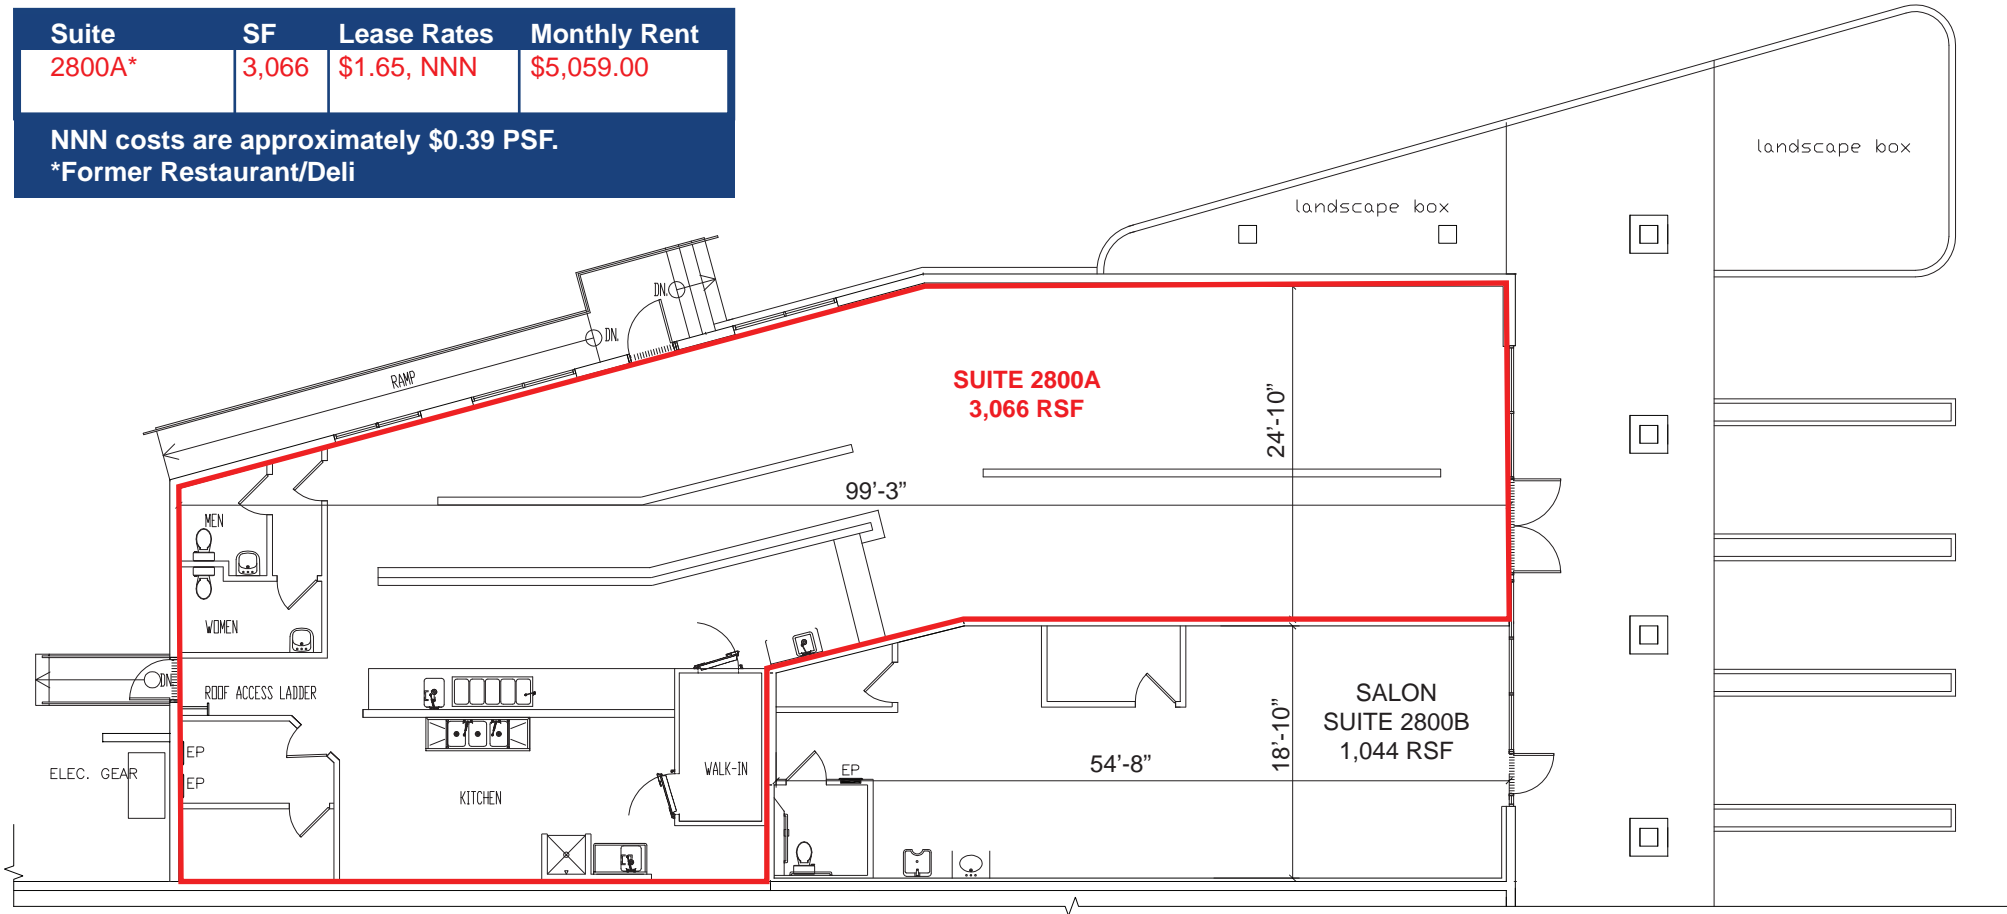 Suite SF Lease Rates Monthly Rent
2800A* 3,066 $1.65, NNN $5,059.00
NNN costs are approximately $0.39 PSF.
*Former Restaurant/Deli
landscape box
landscape box
DN.
DN.
RAMP
SUITE 2800A
3,066 RSF
24'-10”
99'-3”
MEN
WOMEN
DN.
ROOF ACCESS LADDER
EP
EP
ELEC. GEAR
KITCHEN
WALK-IN
EP
54'-8”
18'-10”
SALON
SUITE 2800B
1,044 RSF